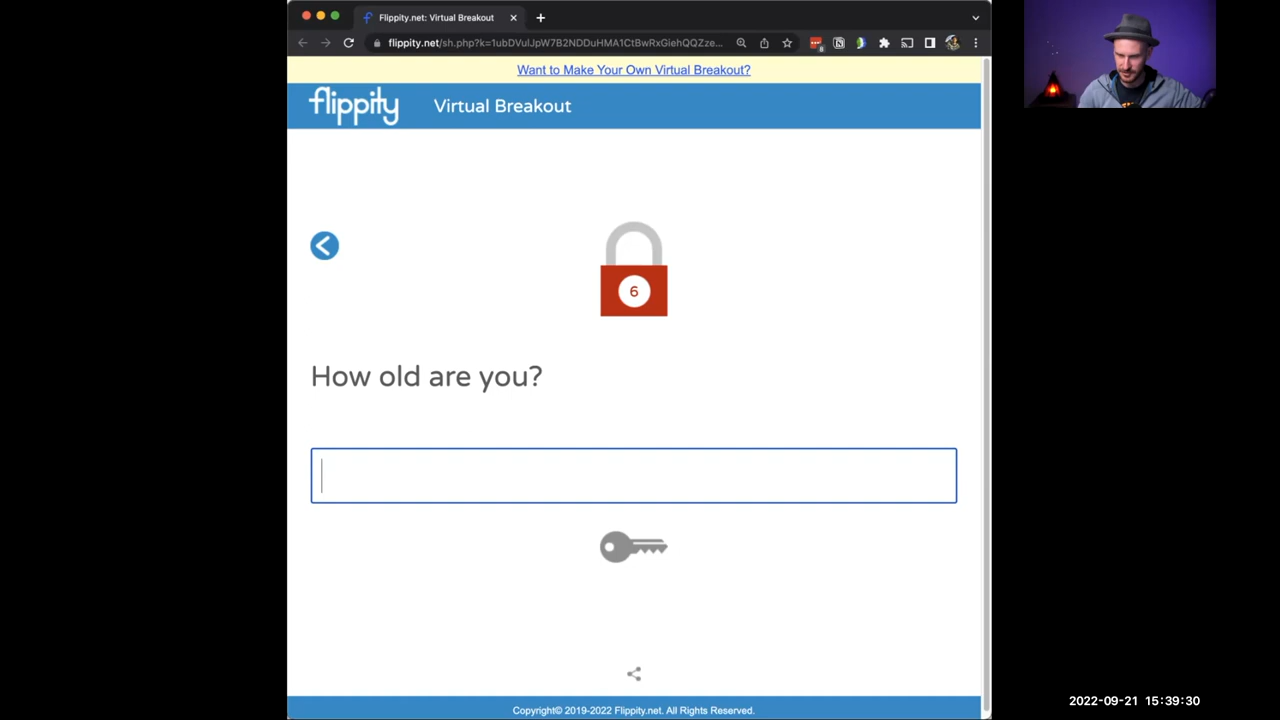 Flippity.net: Virtual Breakout
flippity.net/sh.php?k=1ubDVulJpW7B2NDDuHMA1CtBwRxGiehQQZze...
Want to Make Your Own Virtual Breakout?
flippity
Virtual Breakout
6
How old are you?
Copyright© 2019-2022 Flippity.net. All Rights Reserved.
2022-09-21 15:39:30